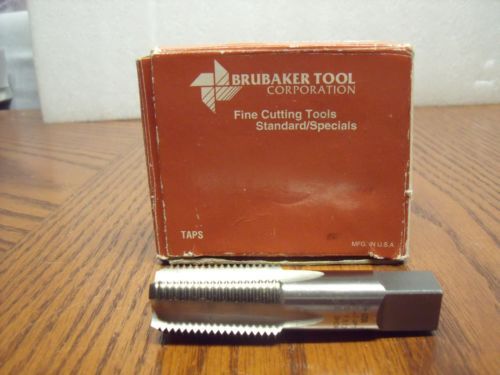 BRUBAKER TOOL
CORPORATION
Fine Cutting Tools
Standard/Specials
TAPS
MFG. IN U.S.A.